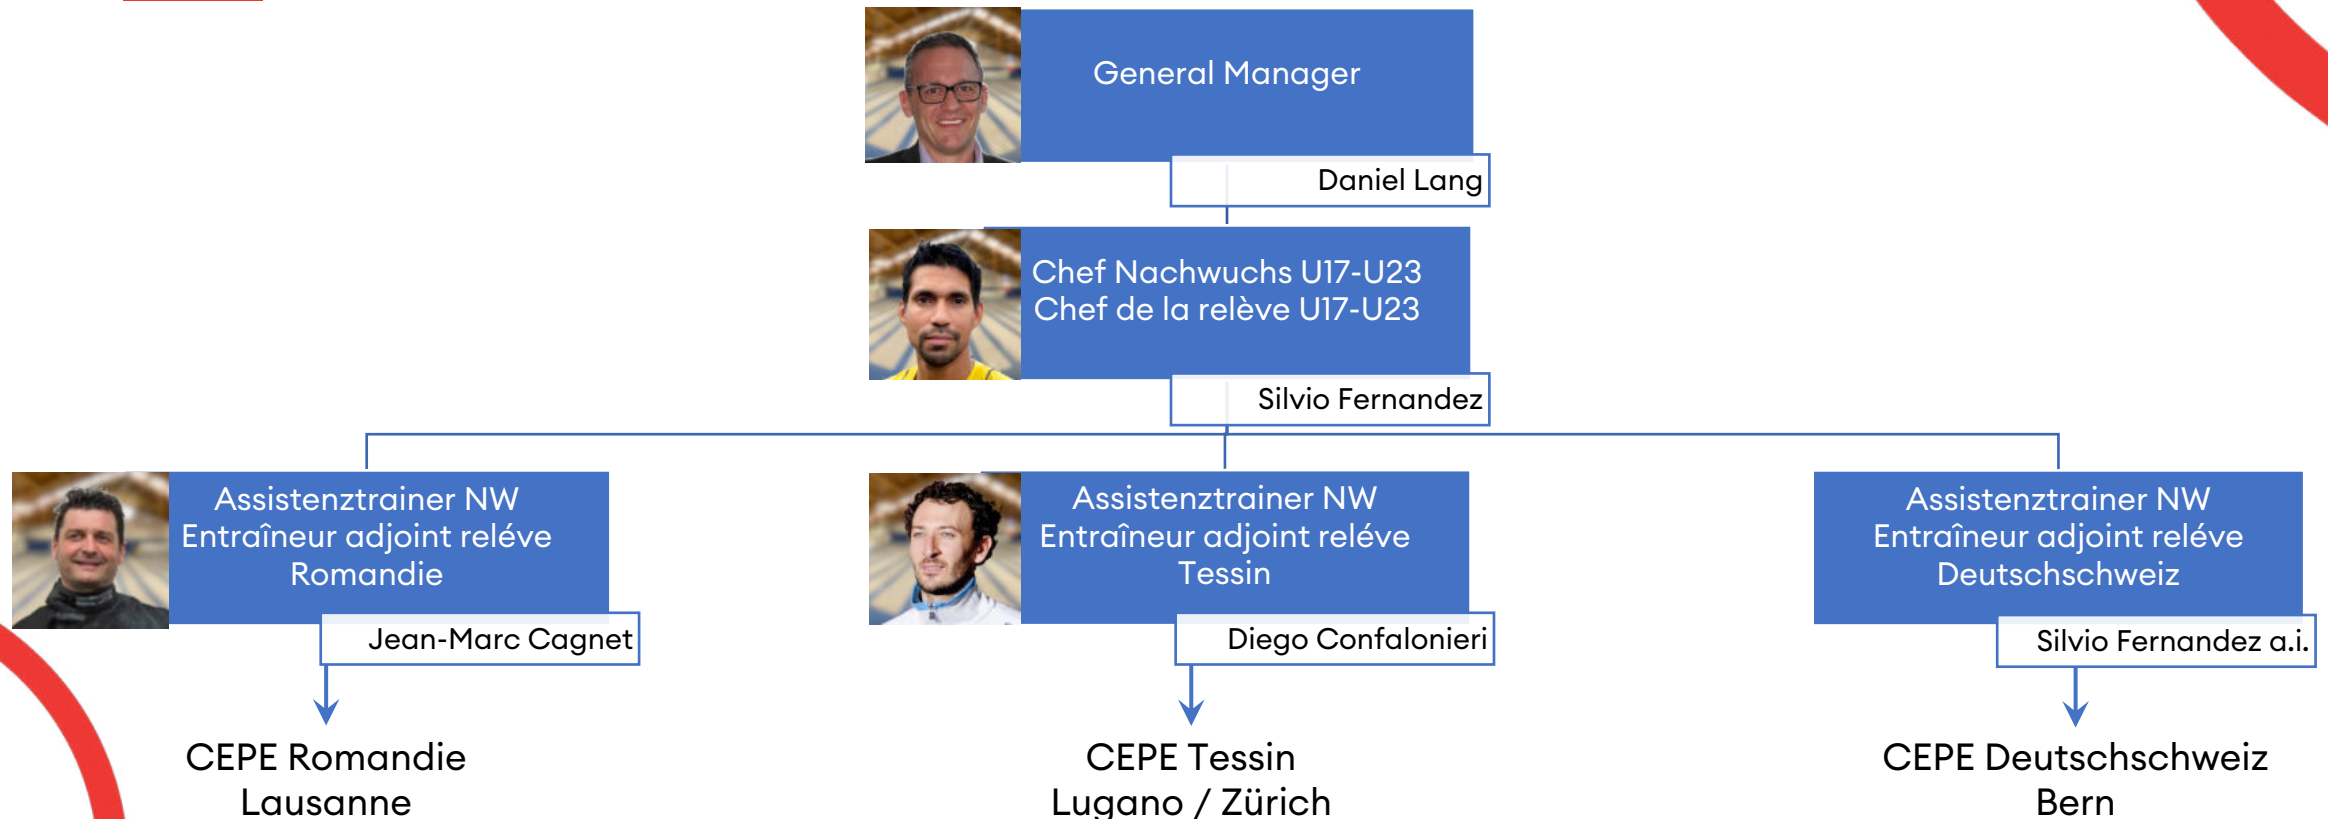 General Manager
Daniel Lang
Chef Nachwuchs U17-U23
Chef de la relève U17-U23
Silvio Fernandez
Assistenztrainer NW
Entraîneur adjoint reléve
Romandie
Jean-Marc Cagnet
Assistenztrainer NW
Entraîneur adjoint reléve
Tessin
Diego Confalonieri
Assistenztrainer NW
Entraîneur adjoint reléve
Deutschschweiz
Silvio Fernandez a.i.
CEPE Romandie
Lausanne
CEPE Tessin
Lugano / Zürich
CEPE Deutschschweiz
Bern